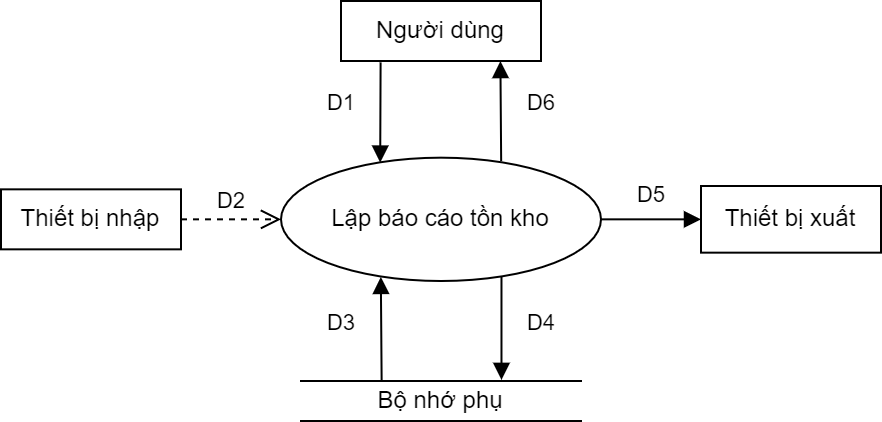 Người dùng
D1
D6
Thiết bị nhập
D2
Lập báo cáo tồn kho
D5
Thiết bị xuất
D3
D4
Bộ nhớ phụ